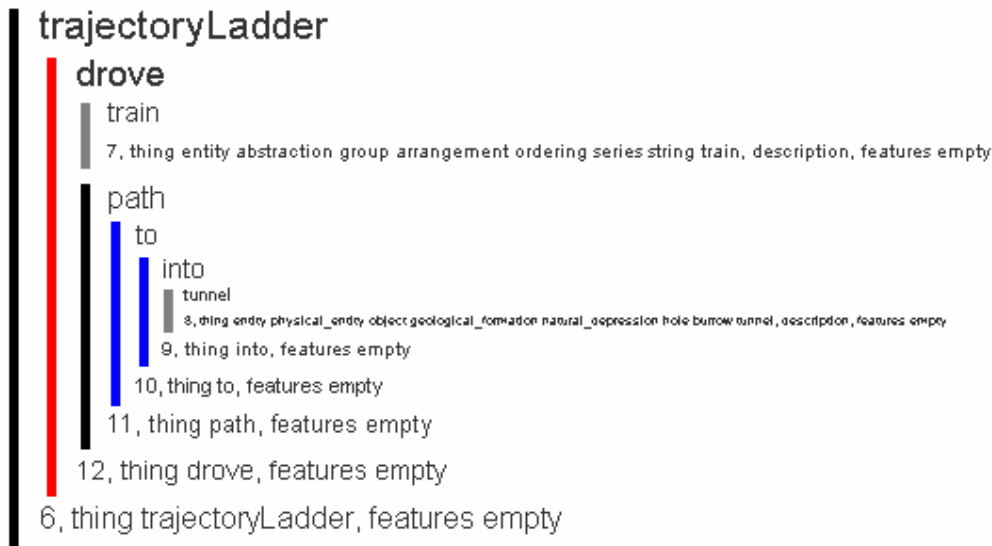 trajectoryLadder
drove
train
7, thing entity abstraction group arrangement ordering series string train, description, features empty
path
to
into
tunnel
8, thing entity physical_entity object geological_formation natural_depression hole burrow tunnel, description, features empty
9, thing into, features empty
10, thing to, features empty
11, thing path, features empty
12, thing drove, features empty
6, thing trajectoryLadder, features empty